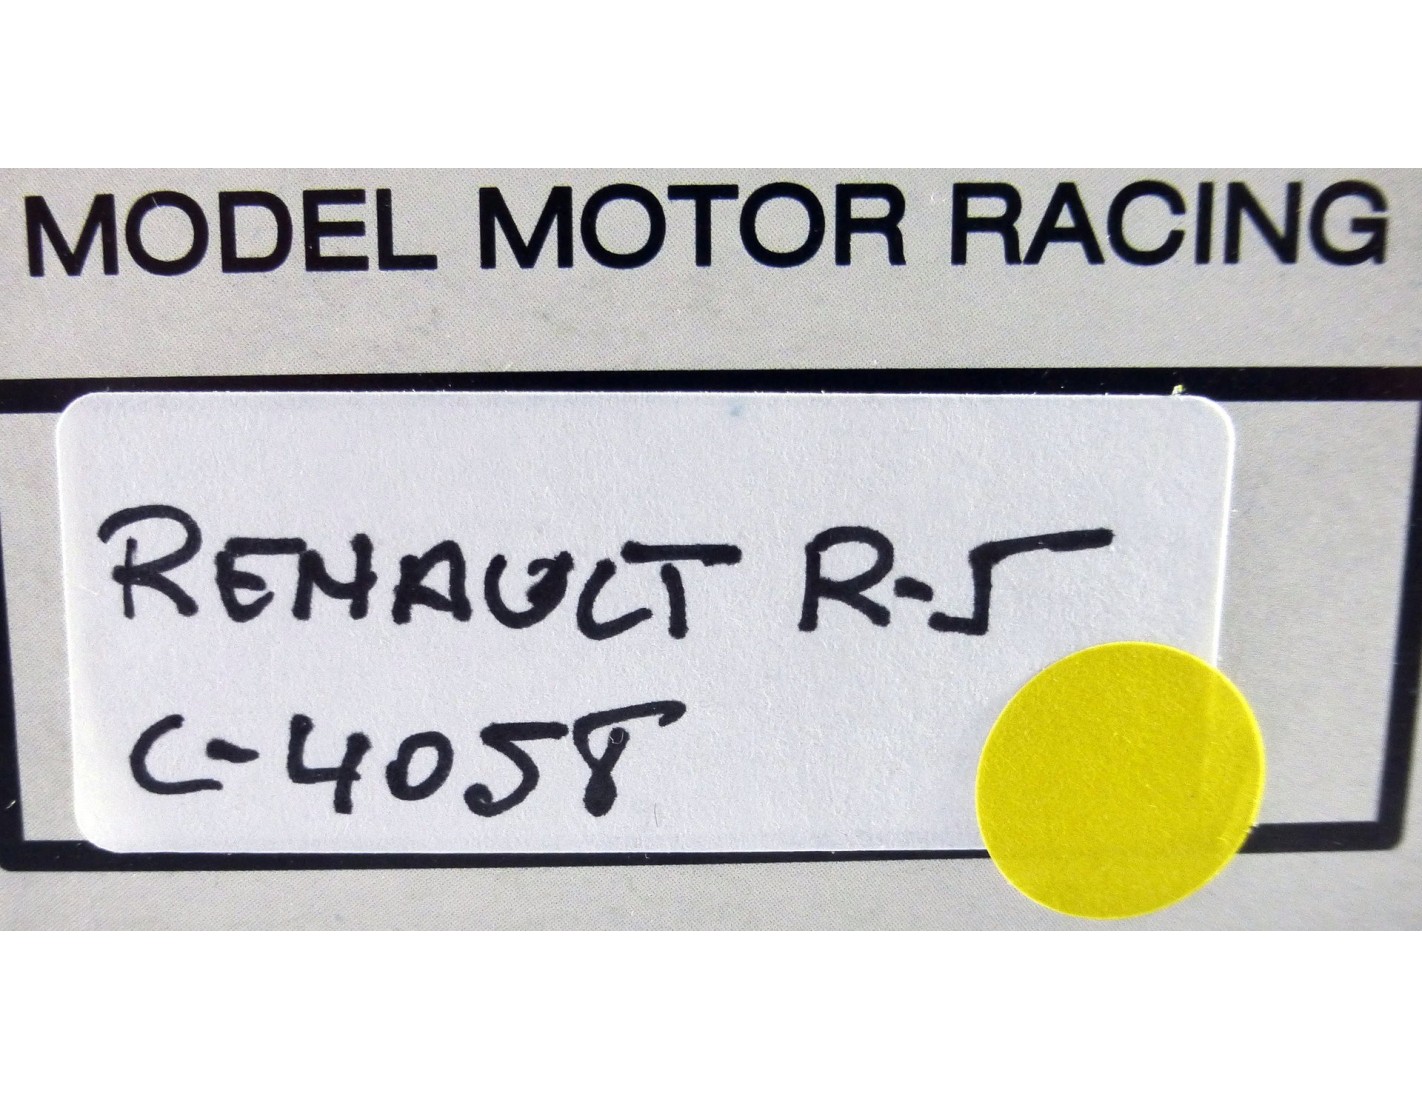 MODEL MOTOR RACING
RENAULT R-5
C-4058